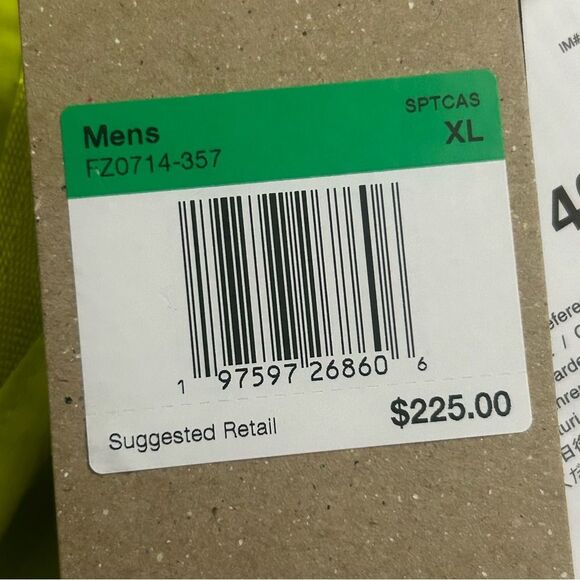 Mens
SPTCAS
FZ0714-357
XL
1 97597 26860 6
Suggested Retail
$225.00
IM#